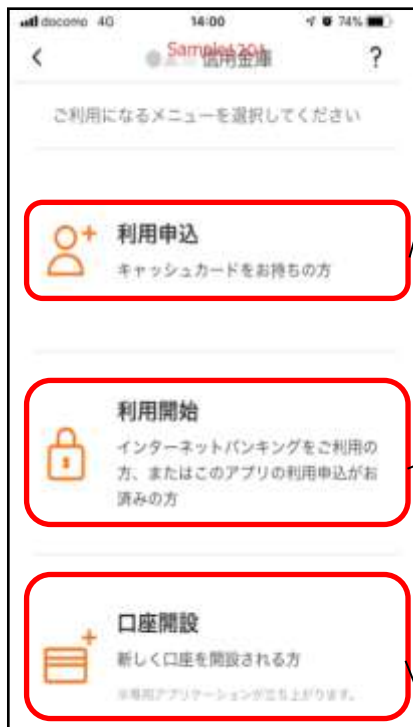 docomo 4G 14:00 74%
信用金庫 ?
ご利用になるメニューを選択してください
利用申込
キャッシュカードをお持ちの方
利用開始
インターネットバンキングをご利用の
方、またはこのアプリの利用申込がお
済みの方
口座開設
新しく口座を開設される方
※専用アプリケーションが立ち上がります。